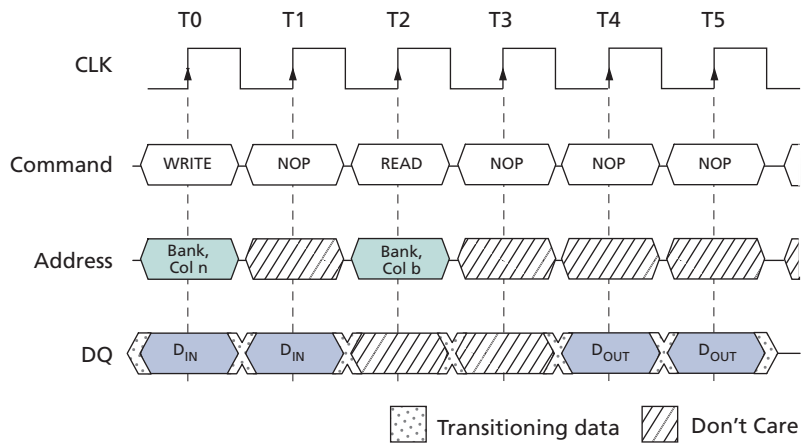 T0 T1 T2 T3 T4 T5
CLK
Command WRITE NOP READ NOP NOP NOP
Address Bank, Col n Bank, Col b
DQ DIN DIN DOUT DOUT
Transitioning data Don't Care